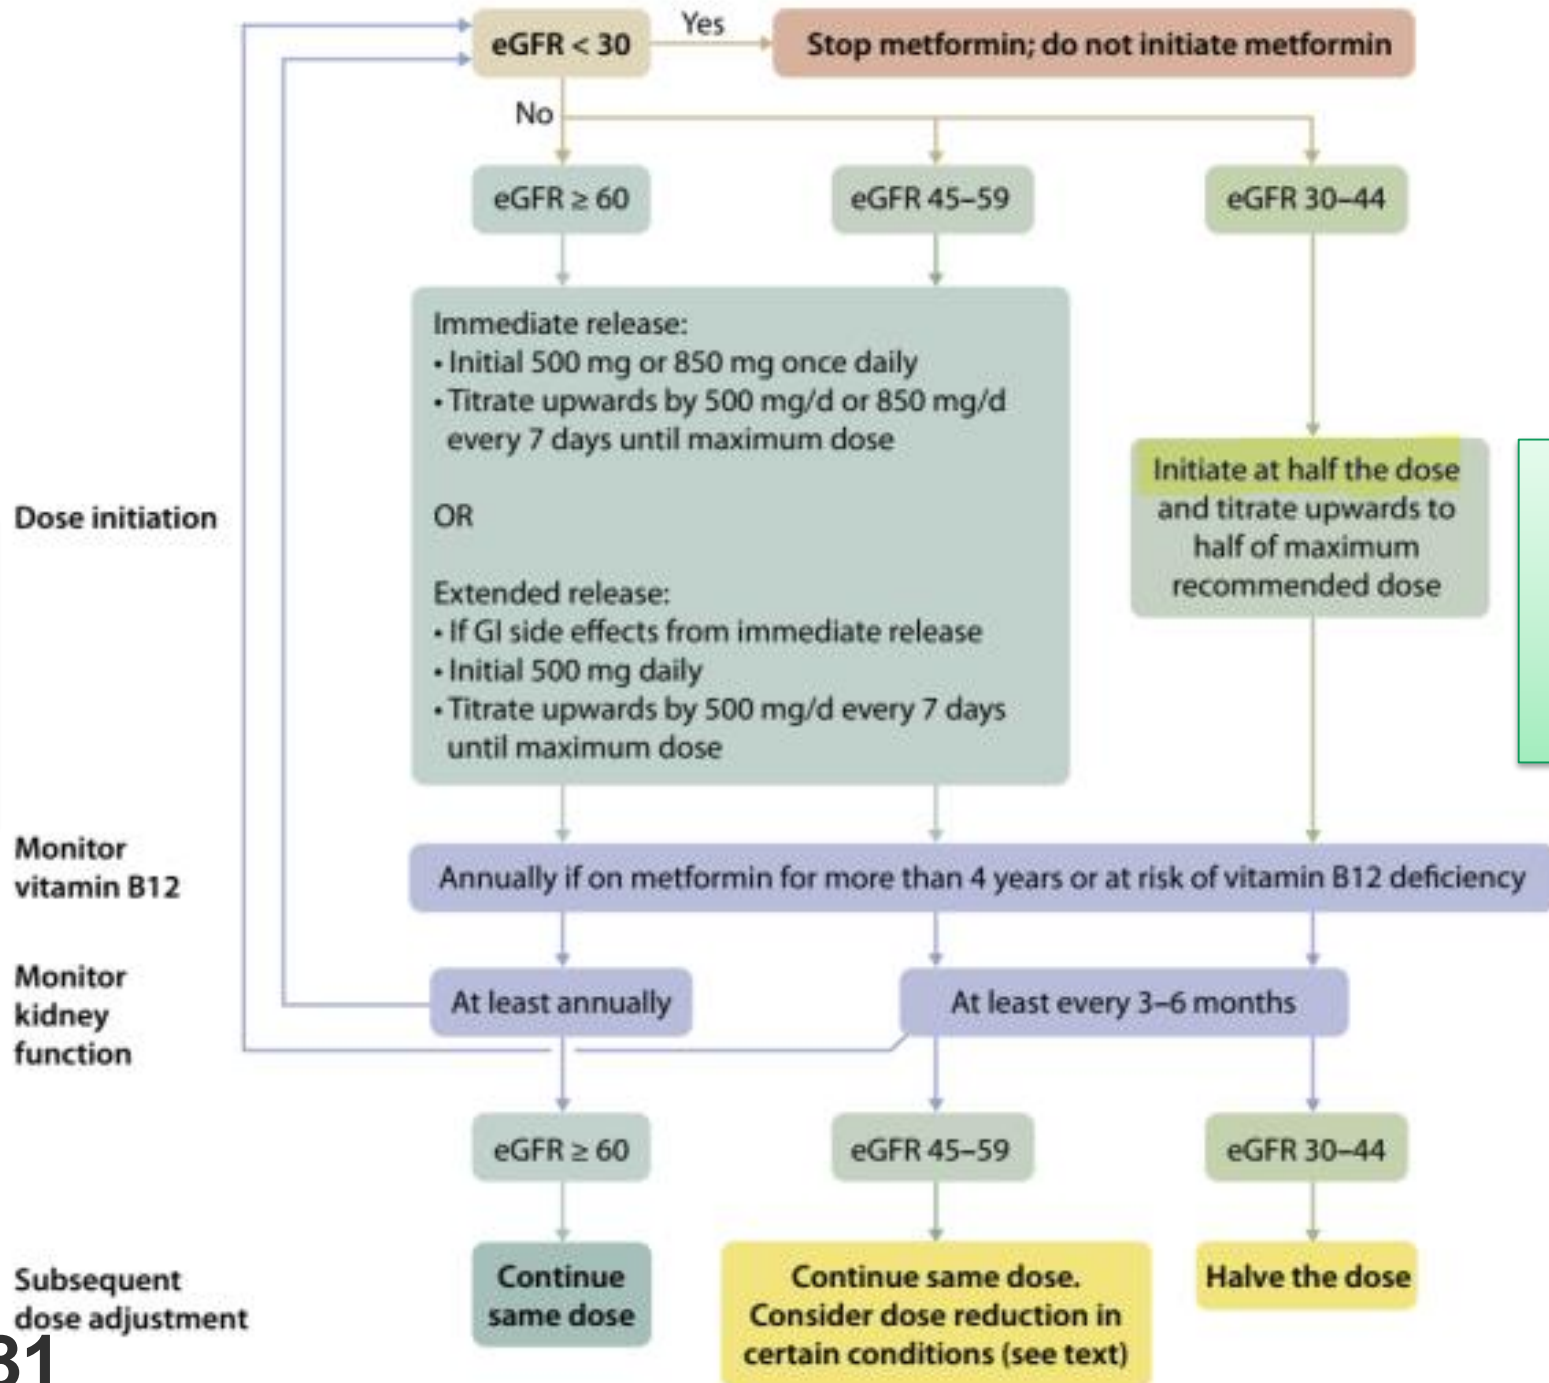 eGFR < 30
Yes
Stop metformin; do not initiate metformin
No
eGFR ≥ 60
eGFR 45–59
eGFR 30–44
Dose initiation
Immediate release:
• Initial 500 mg or 850 mg once daily
• Titrate upwards by 500 mg/d or 850 mg/d
every 7 days until maximum dose
OR
Extended release:
• If GI side effects from immediate release
• Initial 500 mg daily
• Titrate upwards by 500 mg/d every 7 days
until maximum dose
Initiate at half the dose
and titrate upwards to
half of maximum
recommended dose
Monitor
vitamin B12
Annually if on metformin for more than 4 years or at risk of vitamin B12 deficiency
Monitor
kidney
function
At least annually
At least every 3–6 months
eGFR ≥ 60
eGFR 45–59
eGFR 30–44
Subsequent
dose adjustment
Continue
same dose
Continue same dose.
Consider dose reduction in
certain conditions (see text)
Halve the dose
31